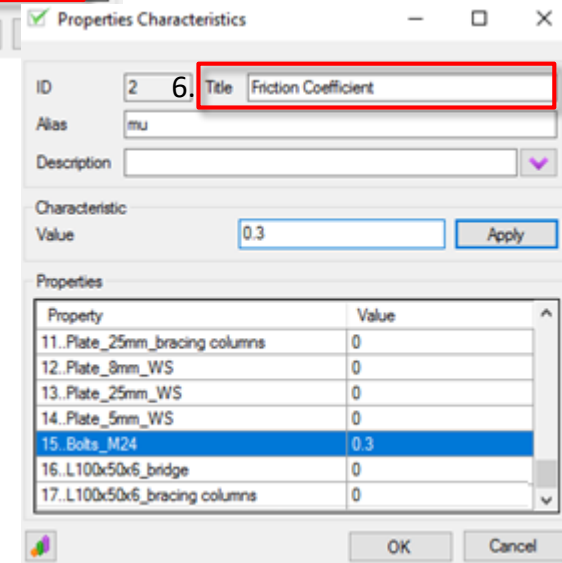 Properties Characteristics
ID 2 6. Title Friction Coefficient
Alias mu
Description
Characteristic
Value 0.3 Apply
Properties
Property Value
11..Plate_25mm_bracing columns 0
12..Plate_8mm_WS 0
13..Plate_25mm_WS 0
14..Plate_5mm_WS 0
15..Bolts_M24 0.3
16..L100x50x6_bridge 0
17..L100x50x6_bracing columns 0
OK Cancel